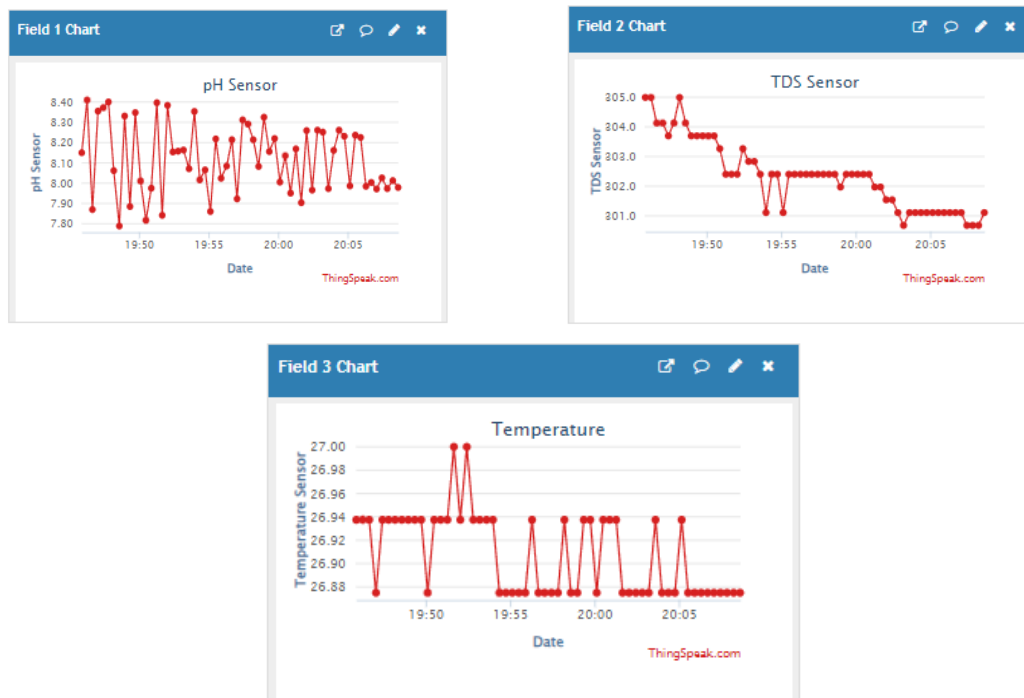 Field 1 Chart
pH Sensor
pH Sensor
8.40
8.30
8.20
8.10
8.00
7.90
7.80
19:50 19:55 20:00 20:05
Date
ThingSpeak.com
Field 2 Chart
TDS Sensor
TDS Sensor
305.0
304.0
303.0
302.0
301.0
19:50 19:55 20:00 20:05
Date
ThingSpeak.com
Field 3 Chart
Temperature
Temperature Sensor
27.00
26.98
26.96
26.94
26.92
26.90
26.88
19:50 19:55 20:00 20:05
Date
ThingSpeak.com